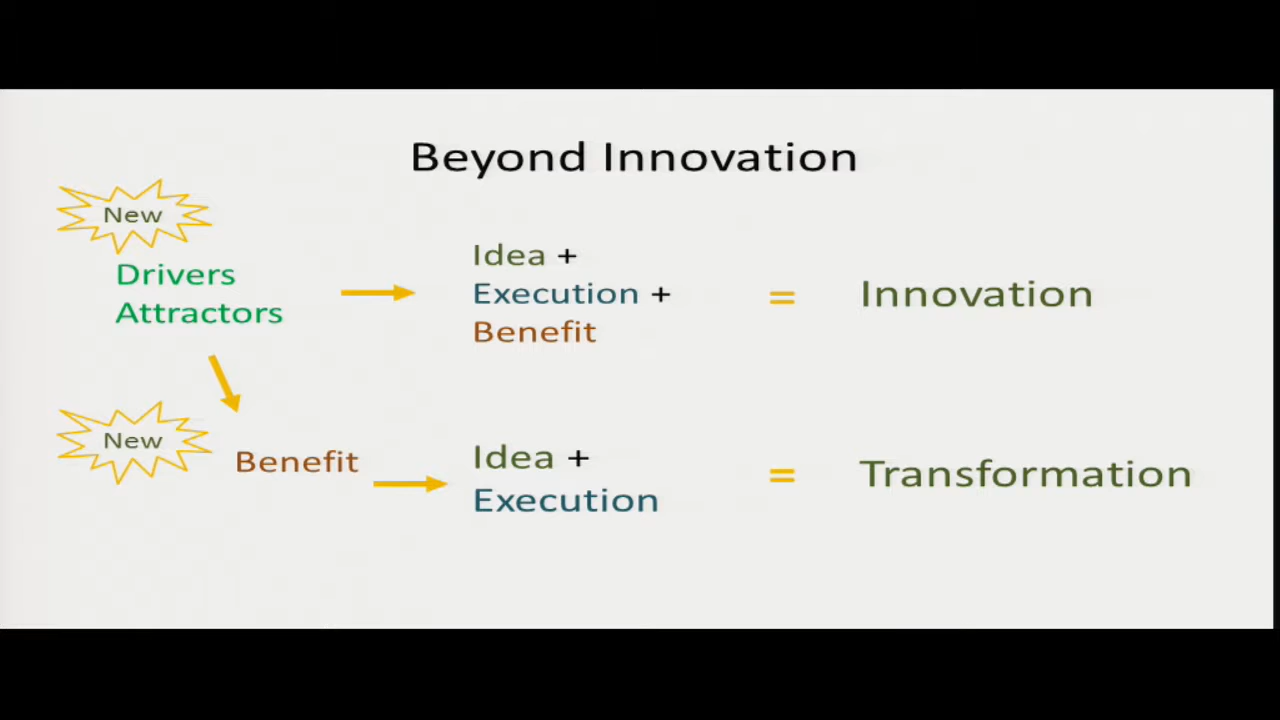 Beyond Innovation
New
Drivers
Attractors
Idea +
Execution +
Benefit
=
Innovation
New
Benefit
Idea +
Execution
=
Transformation